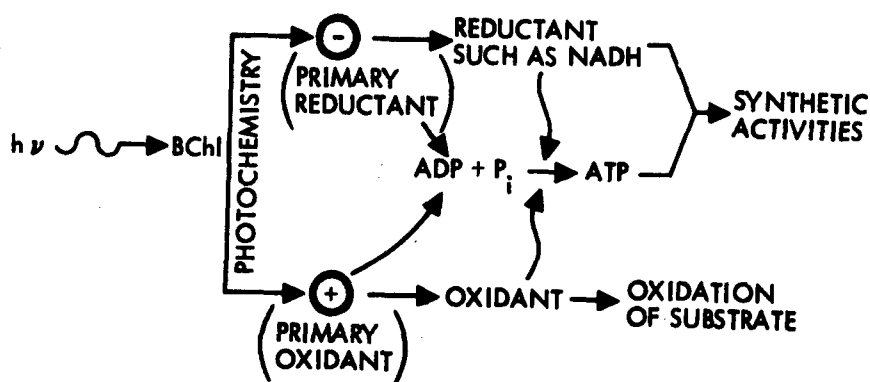 −
REDUCTANT
SUCH AS NADH
(PRIMARY
REDUCTANT)
PHOTOCHEMISTRY
SYNTHETIC
ACTIVITIES
hν
BChl
ADP + Pi
ATP
+
OXIDANT
OXIDATION
OF SUBSTRATE
(PRIMARY
OXIDANT)